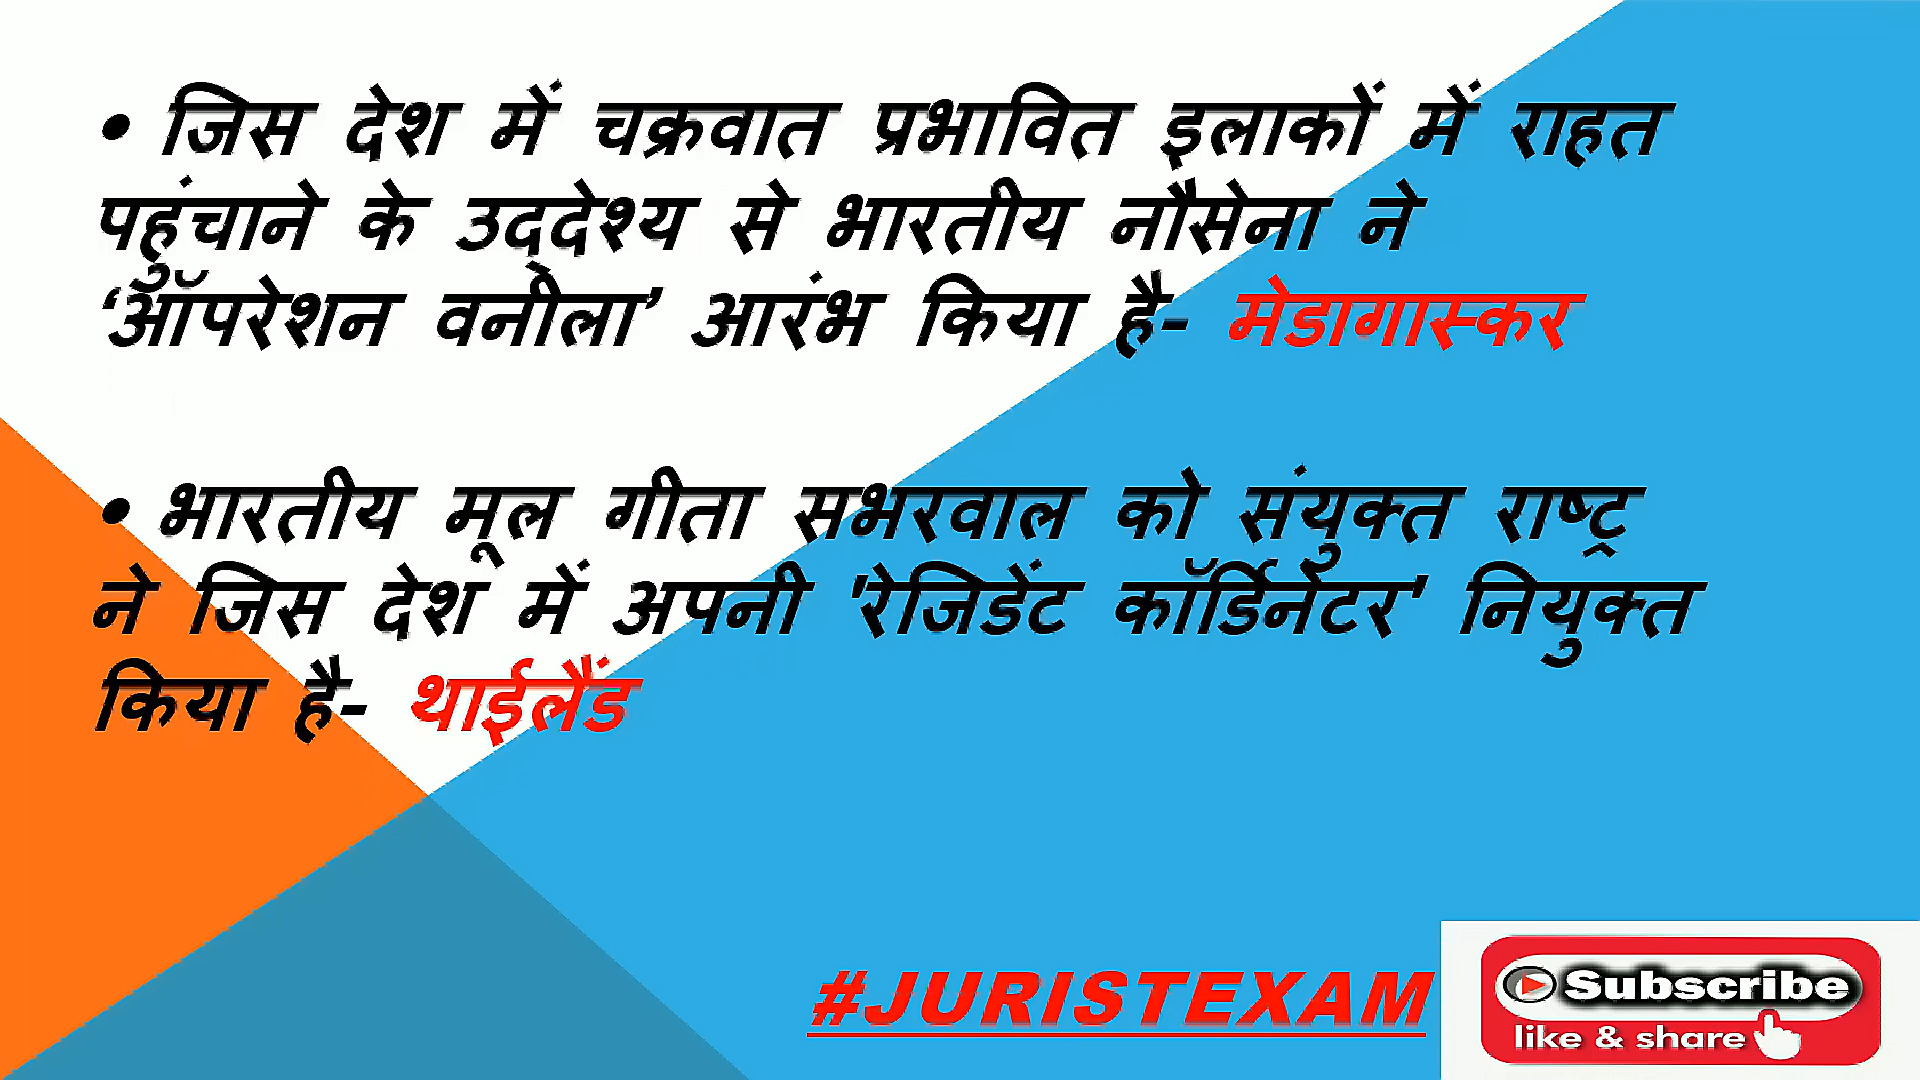 • जिस देश में चक्रवात प्रभावित इलाकों में राहत
पहुंचाने के उद्देश्य से भारतीय नौसेना ने
‘ऑपरेशन वनीला’ आरंभ किया है- मेडागास्कर
• भारतीय मूल गीता सभरवाल को संयुक्त राष्ट्र
ने जिस देश में अपनी 'रेजिडेंट कॉर्डिनेटर' नियुक्त
किया है- थाईलैंड
#JURISTEXAM
Subscribe
like & share